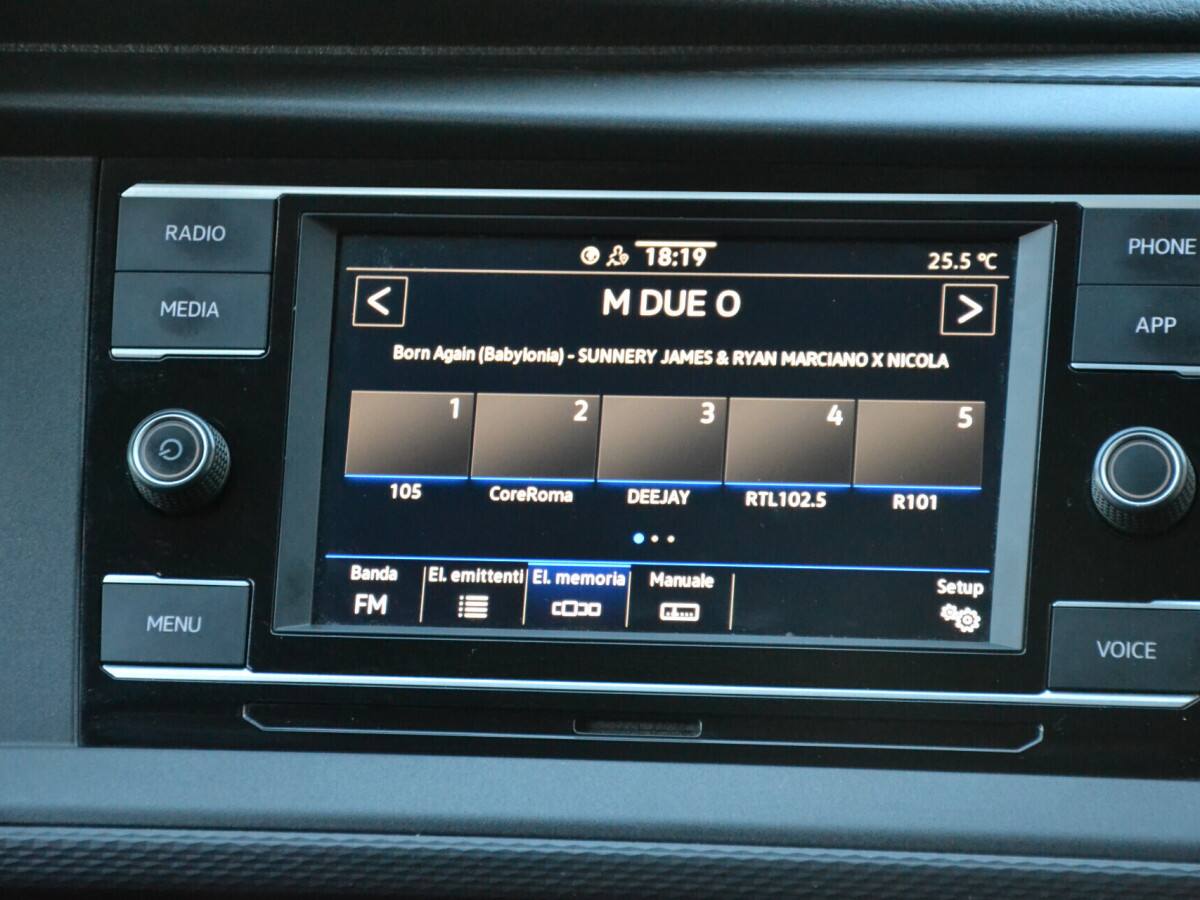 RADIO
MEDIA
MENU
18:19
25.5 °C
<
M DUE O
>
Born Again (Babylonia) - SUNNERY JAMES & RYAN MARCIANO X NICOLA
1 2 3 4 5
105 CoreRoma DEEJAY RTL102.5 R101
Banda El. emittenti El. memoria Manuale Setup
FM
PHONE
APP
VOICE